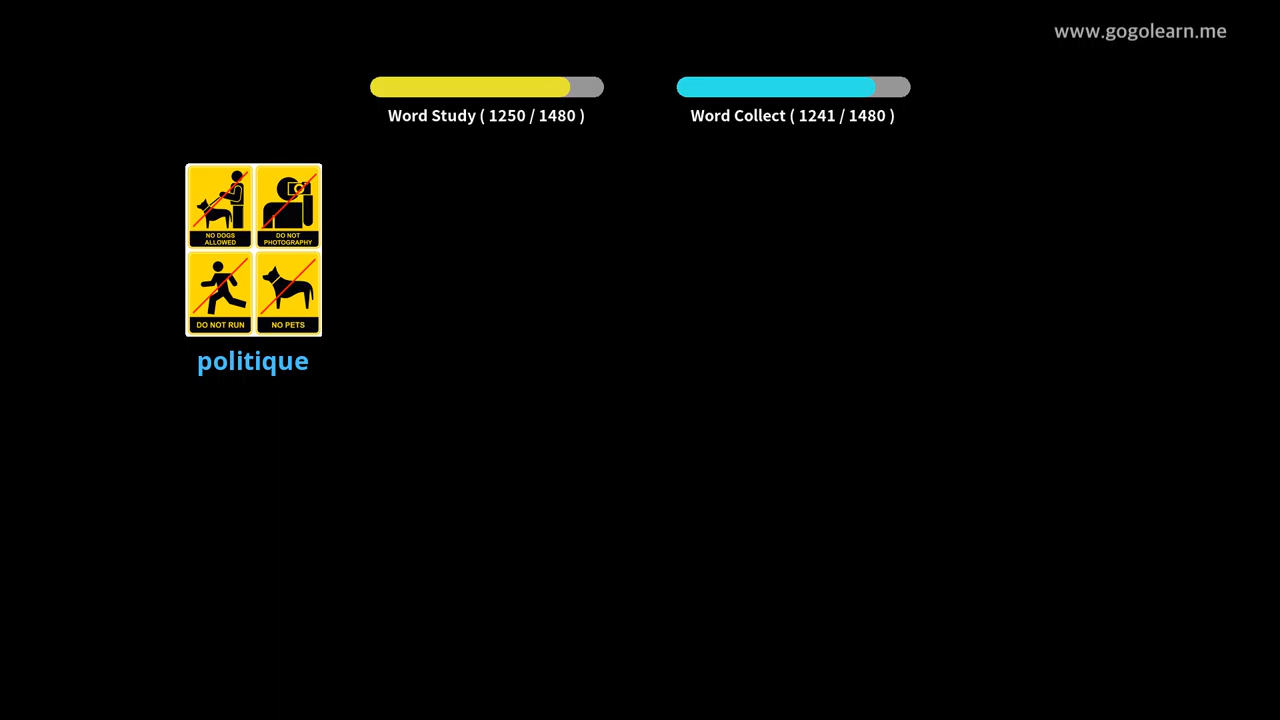 www.gogolearn.me
Word Study ( 1250 / 1480 )
Word Collect ( 1241 / 1480 )
NO DOGS
ALLOWED
DO NOT
PHOTOGRAPHY
DO NOT RUN
NO PETS
politique